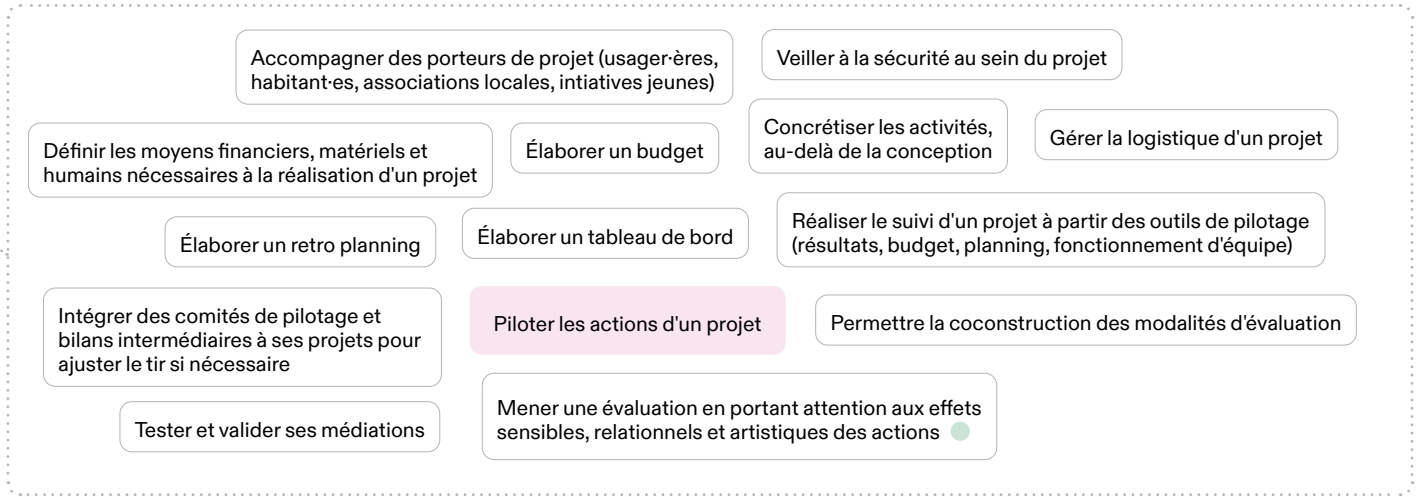 Accompagner des porteurs de projet (usager·ères,
habitant·es, associations locales, intiatives jeunes)
Veiller à la sécurité au sein du projet
Définir les moyens financiers, matériels et
humains nécessaires à la réalisation d'un projet
Élaborer un budget
Concrétiser les activités,
au-delà de la conception
Gérer la logistique d'un projet
Élaborer un retro planning
Élaborer un tableau de bord
Réaliser le suivi d'un projet à partir des outils de pilotage
(résultats, budget, planning, fonctionnement d'équipe)
Intégrer des comités de pilotage et
bilans intermédiaires à ses projets pour
ajuster le tir si nécessaire
Piloter les actions d'un projet
Permettre la coconstruction des modalités d'évaluation
Tester et valider ses médiations
Mener une évaluation en portant attention aux effets
sensibles, relationnels et artistiques des actions